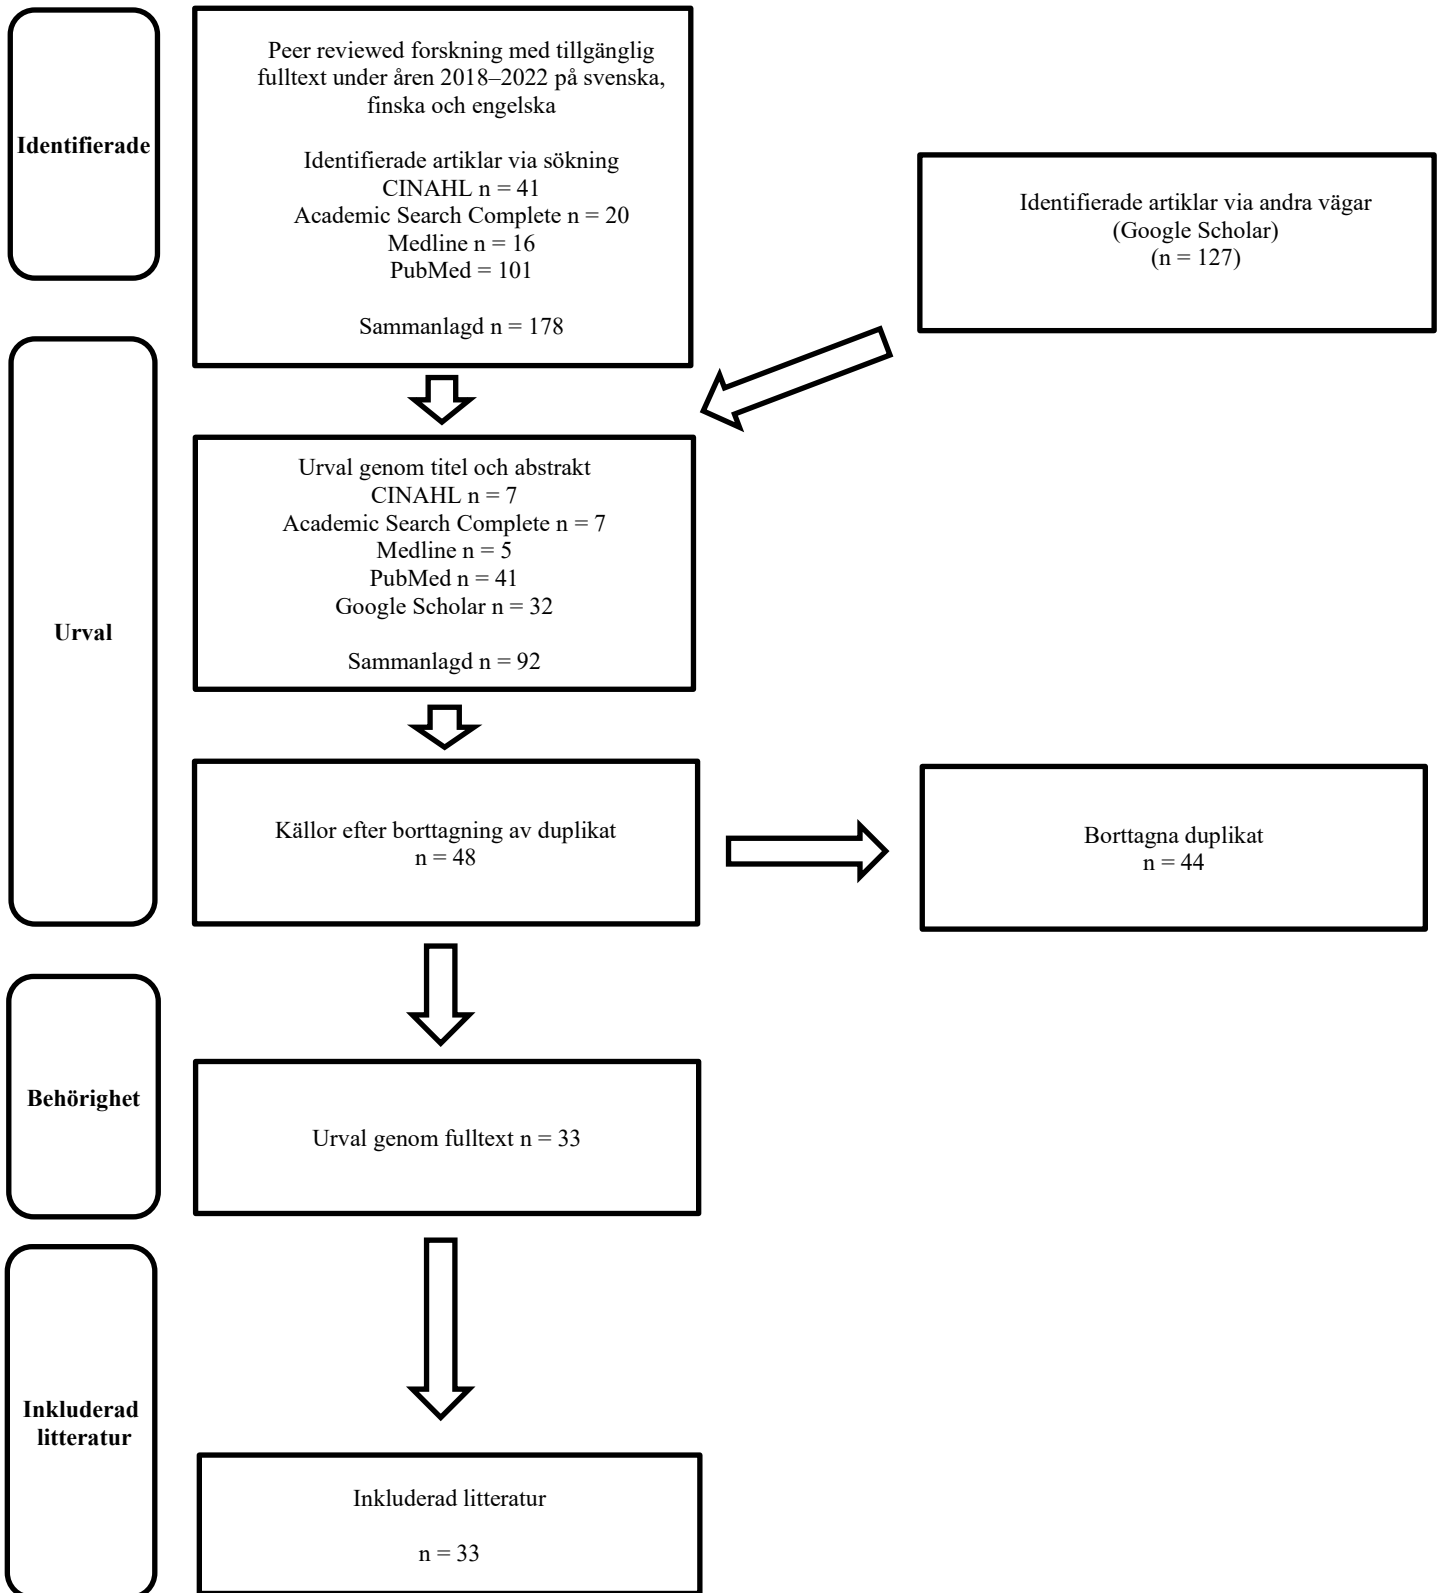 Identifierade
Peer reviewed forskning med tillgänglig
fulltext under åren 2018–2022 på svenska,
finska och engelska
Identifierade artiklar via sökning
CINAHL n = 41
Academic Search Complete n = 20
Medline n = 16
PubMed = 101
Sammanlagd n = 178
Identifierade artiklar via andra vägar
(Google Scholar)
(n = 127)
Urval
Urval genom titel och abstrakt
CINAHL n = 7
Academic Search Complete n = 7
Medline n = 5
PubMed n = 41
Google Scholar n = 32
Sammanlagd n = 92
Källor efter borttagning av duplikat
n = 48
Borttagna duplikat
n = 44
Behörighet
Urval genom fulltext n = 33
Inkluderad
litteratur
Inkluderad litteratur
n = 33